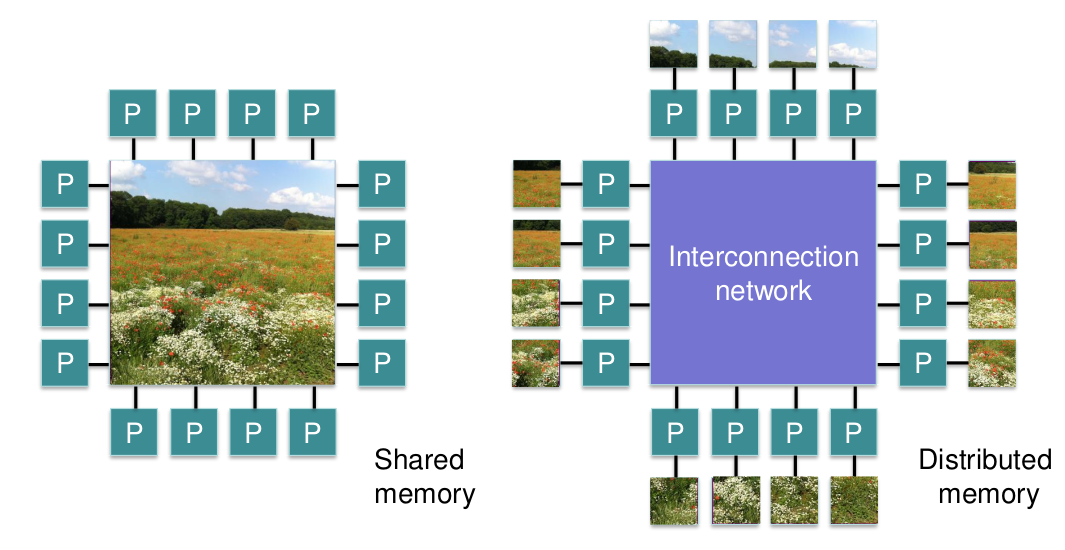 P P P P
P P P P P P
P P P P
P P Interconnection P P
P P network P P
P P P P
P P P P P P P P
Shared Distributed
memory memory